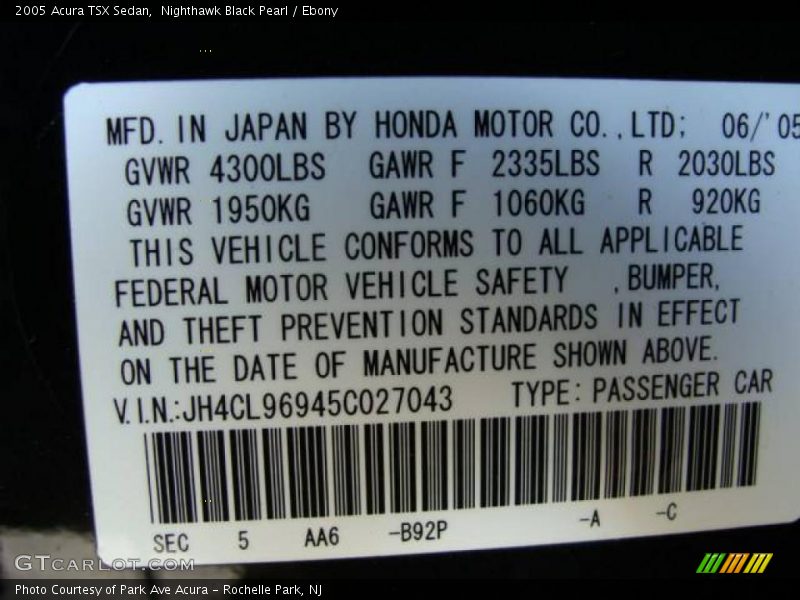 2005 Acura TSX Sedan,  Nighthawk Black Pearl / Ebony
MFD. IN JAPAN BY HONDA MOTOR CO.,LTD; 06/'05
GVWR 4300LBS GAWR F 2335LBS R 2030LBS
GVWR 1950KG GAWR F 1060KG R 920KG
THIS VEHICLE CONFORMS TO ALL APPLICABLE
FEDERAL MOTOR VEHICLE SAFETY ,BUMPER,
AND THEFT PREVENTION STANDARDS IN EFFECT
ON THE DATE OF MANUFACTURE SHOWN ABOVE.
V.I.N.:JH4CL96945C027043 TYPE: PASSENGER CAR
SEC 5 AA6 -B92P -A -C
GTCarLot.com
Photo Courtesy of Park Ave Acura - Rochelle Park, NJ